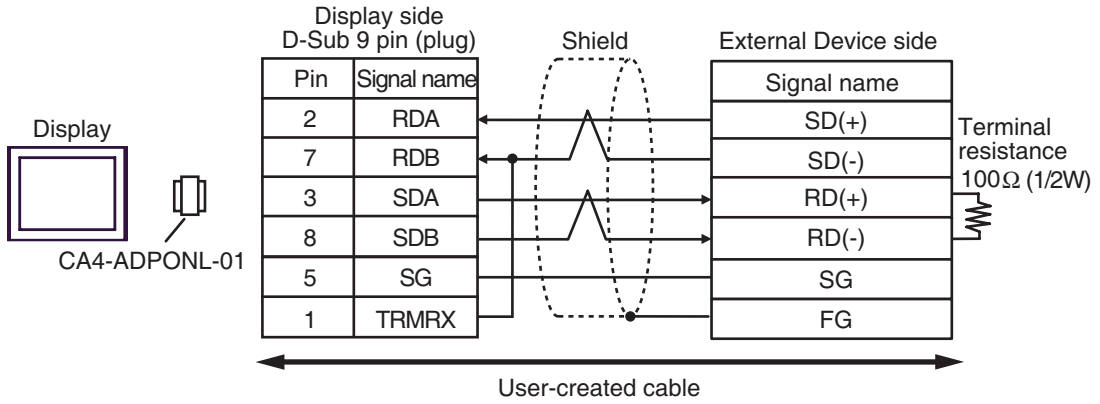 Display side
D-Sub 9 pin (plug)
Shield
External Device side
Pin Signal name
Signal name
2 RDA
SD(+)
7 RDB
SD(-)
3 SDA
RD(+)
8 SDB
RD(-)
5 SG
SG
1 TRMRX
FG
Terminal
resistance
100Ω (1/2W)
Display
CA4-ADPONL-01
User-created cable